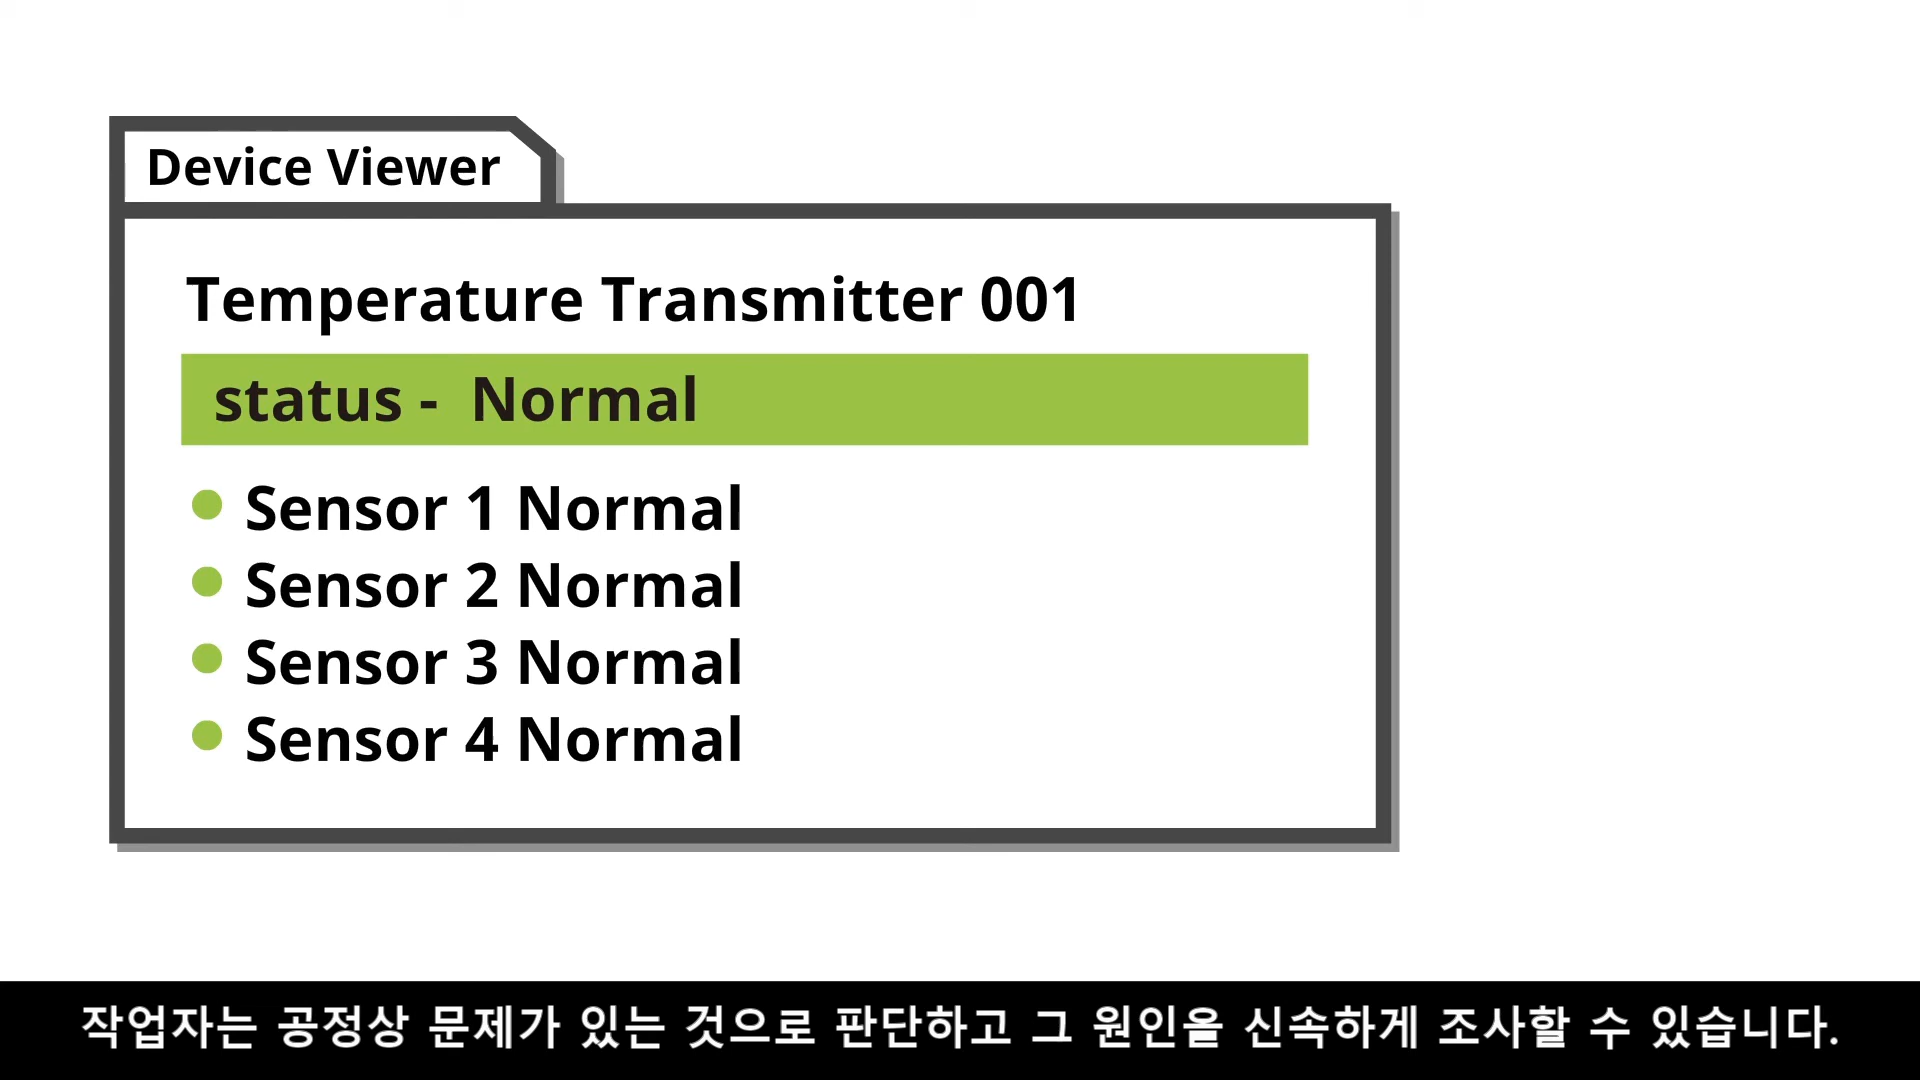 Device Viewer
Temperature Transmitter 001
status - Normal
Sensor 1 Normal
Sensor 2 Normal
Sensor 3 Normal
Sensor 4 Normal
작업자는 공정상 문제가 있는 것으로 판단하고 그 원인을 신속하게 조사할 수 있습니다.